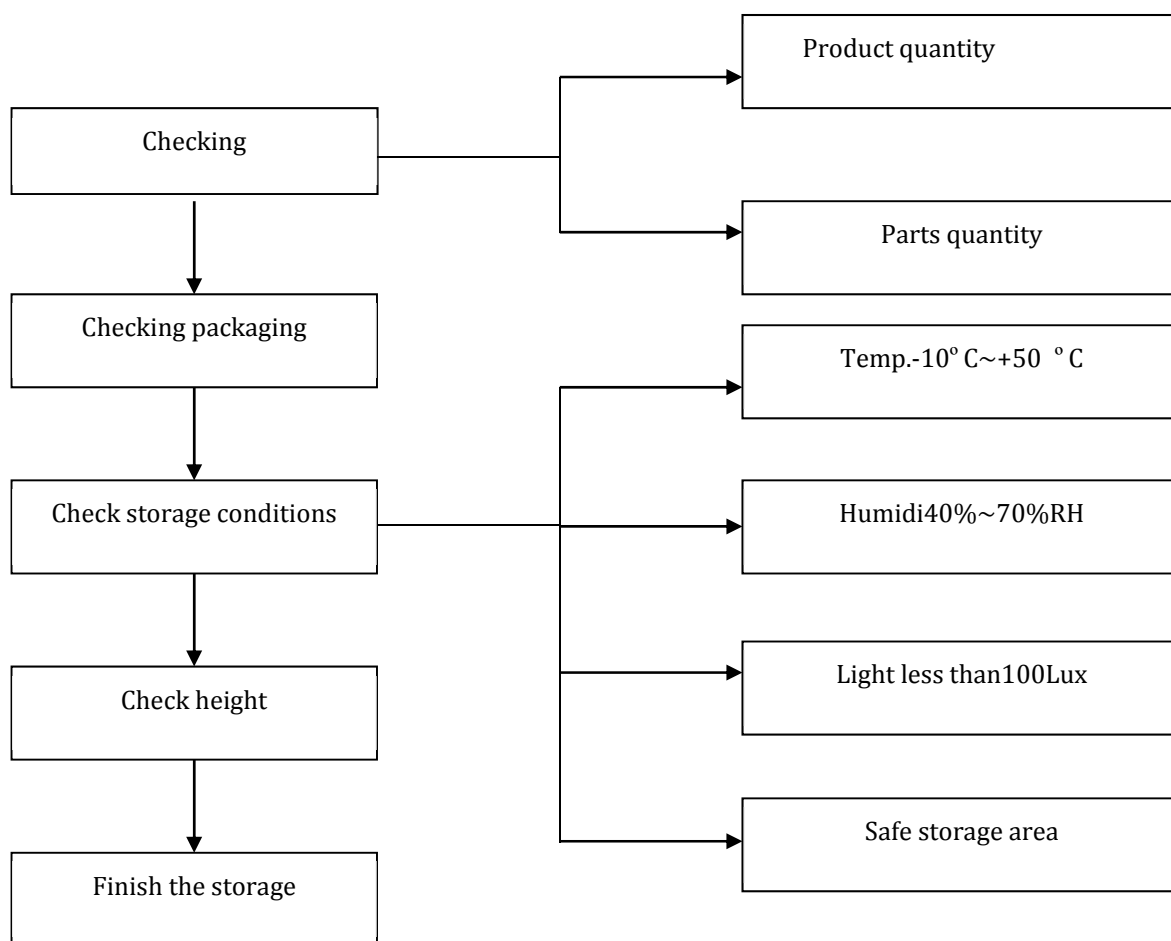 Product quantity
Checking
Parts quantity
Checking packaging
Temp.-10° C~+50 ° C
Check storage conditions
Humidi40%~70%RH
Light less than100Lux
Check height
Safe storage area
Finish the storage